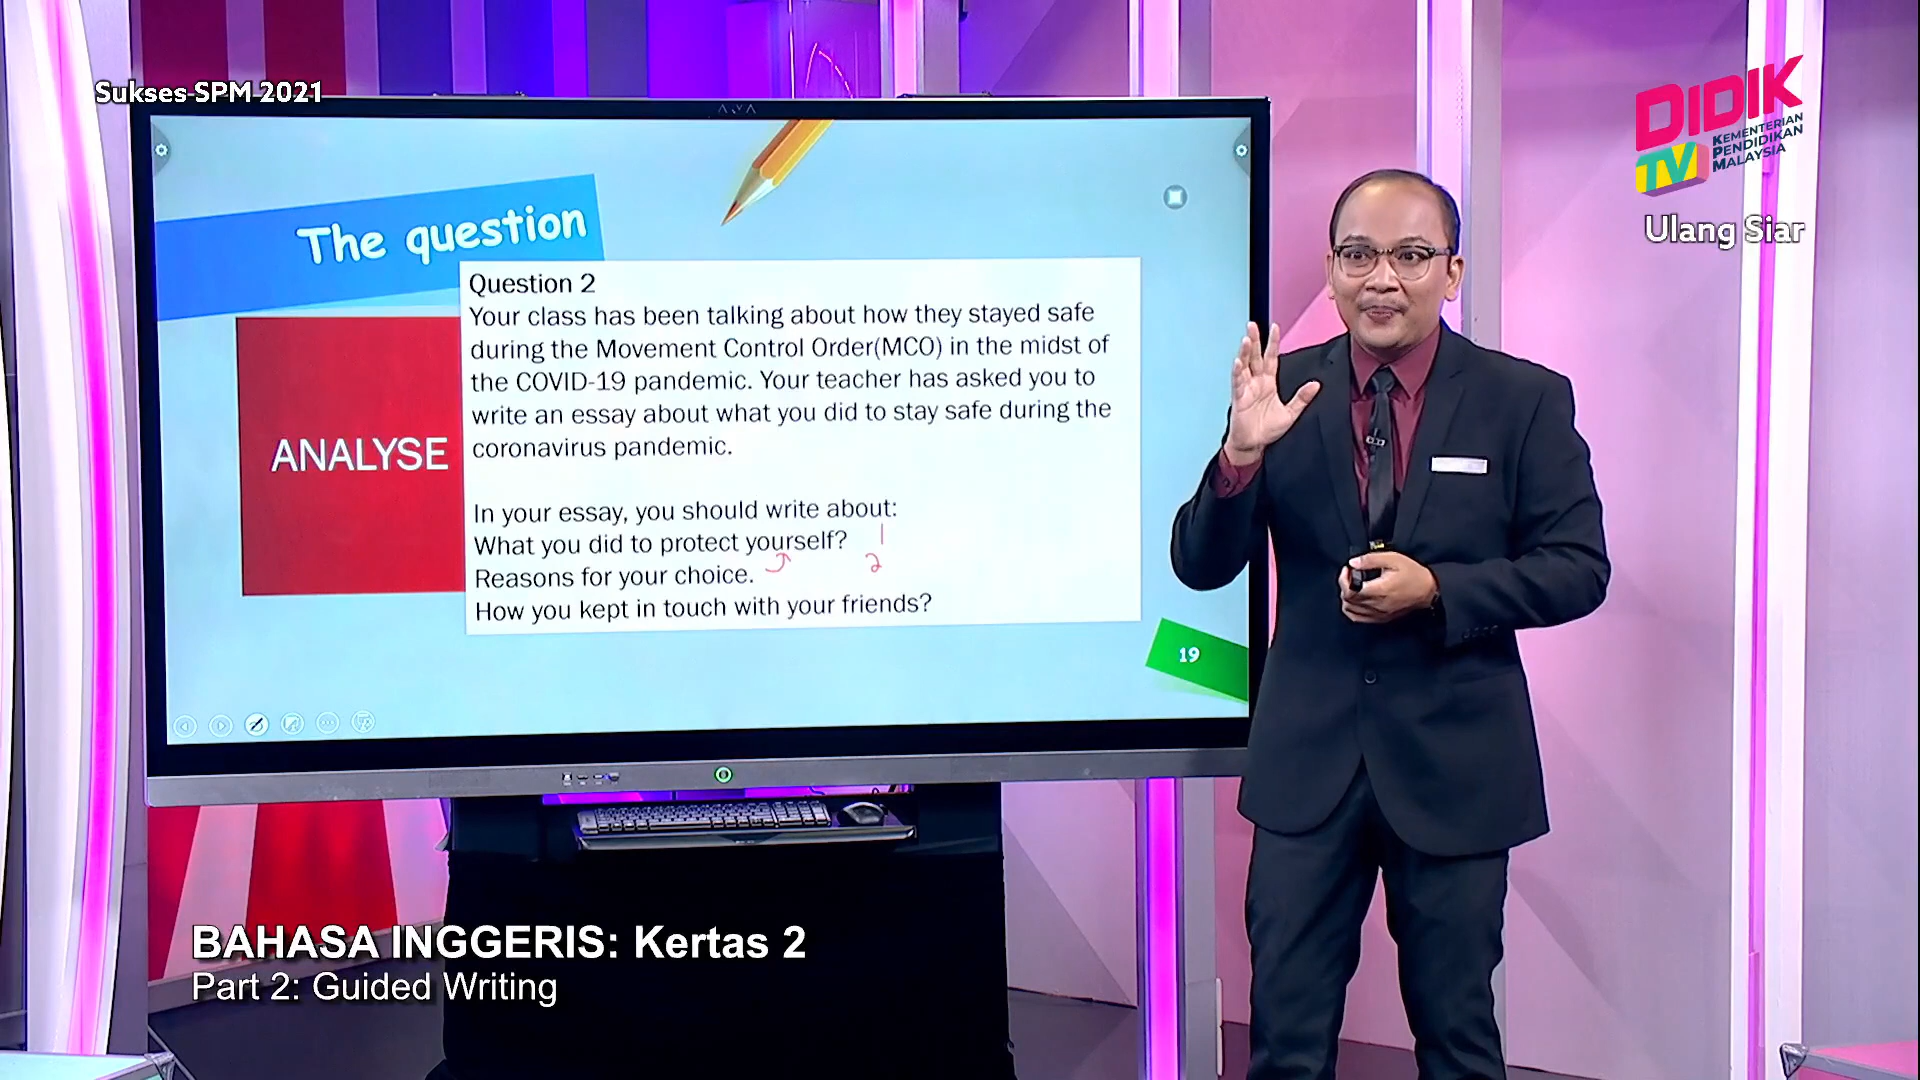 Sukses SPM 2021
DIDIK
TV
KEMENTERIAN
PENDIDIKAN
MALAYSIA
Ulang Siar
The question
ANALYSE
Question 2
Your class has been talking about how they stayed safe
during the Movement Control Order(MCO) in the midst of
the COVID-19 pandemic. Your teacher has asked you to
write an essay about what you did to stay safe during the
coronavirus pandemic.
In your essay, you should write about:
What you did to protect yourself? 1
Reasons for your choice. 2
How you kept in touch with your friends?
19
BAHASA INGGERIS: Kertas 2
Part 2: Guided Writing